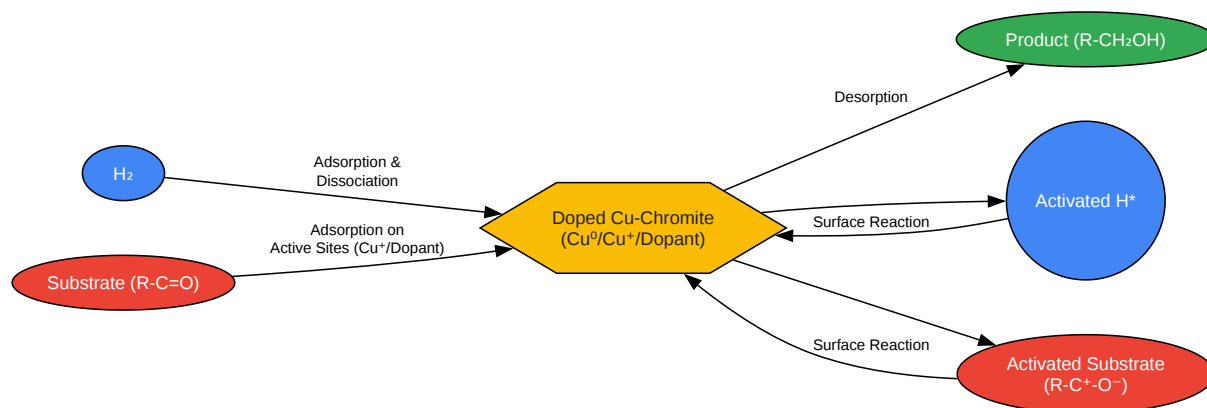 Product (R-CH₂OH)
Desorption
H₂
Adsorption &
Dissociation
Activated H*
Surface Reaction
Doped Cu-Chromite
(Cu⁰/Cu⁺/Dopant)
Adsorption on
Active Sites (Cu⁺/Dopant)
Substrate (R-C=O)
Surface Reaction
Activated Substrate
(R-C⁺-O⁻)